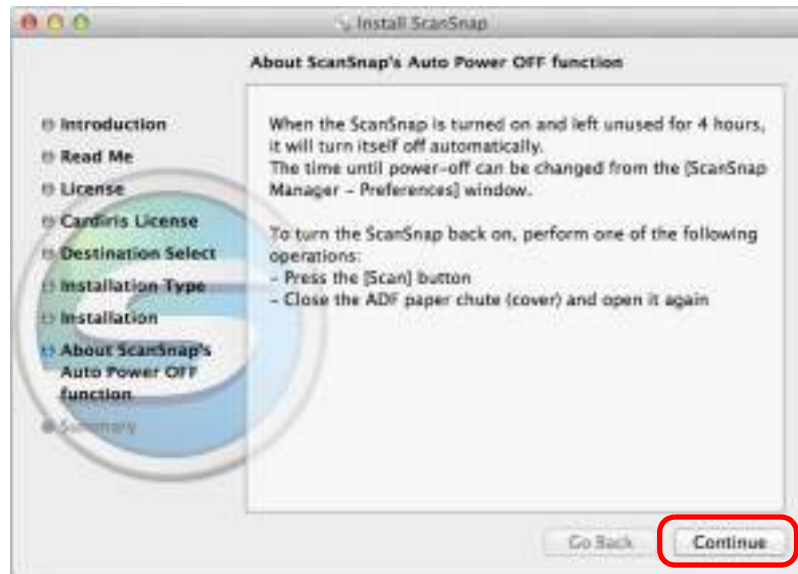 Install ScanSnap
About ScanSnap's Auto Power OFF function
Introduction
Read Me
License
Cardiris License
Destination Select
Installation Type
Installation
About ScanSnap's
Auto Power OFF
function
Summary
When the ScanSnap is turned on and left unused for 4 hours,
it will turn itself off automatically.
The time until power-off can be changed from the [ScanSnap
Manager - Preferences] window.
To turn the ScanSnap back on, perform one of the following
operations:
- Press the [Scan] button
- Close the ADF paper chute (cover) and open it again
Go Back
Continue